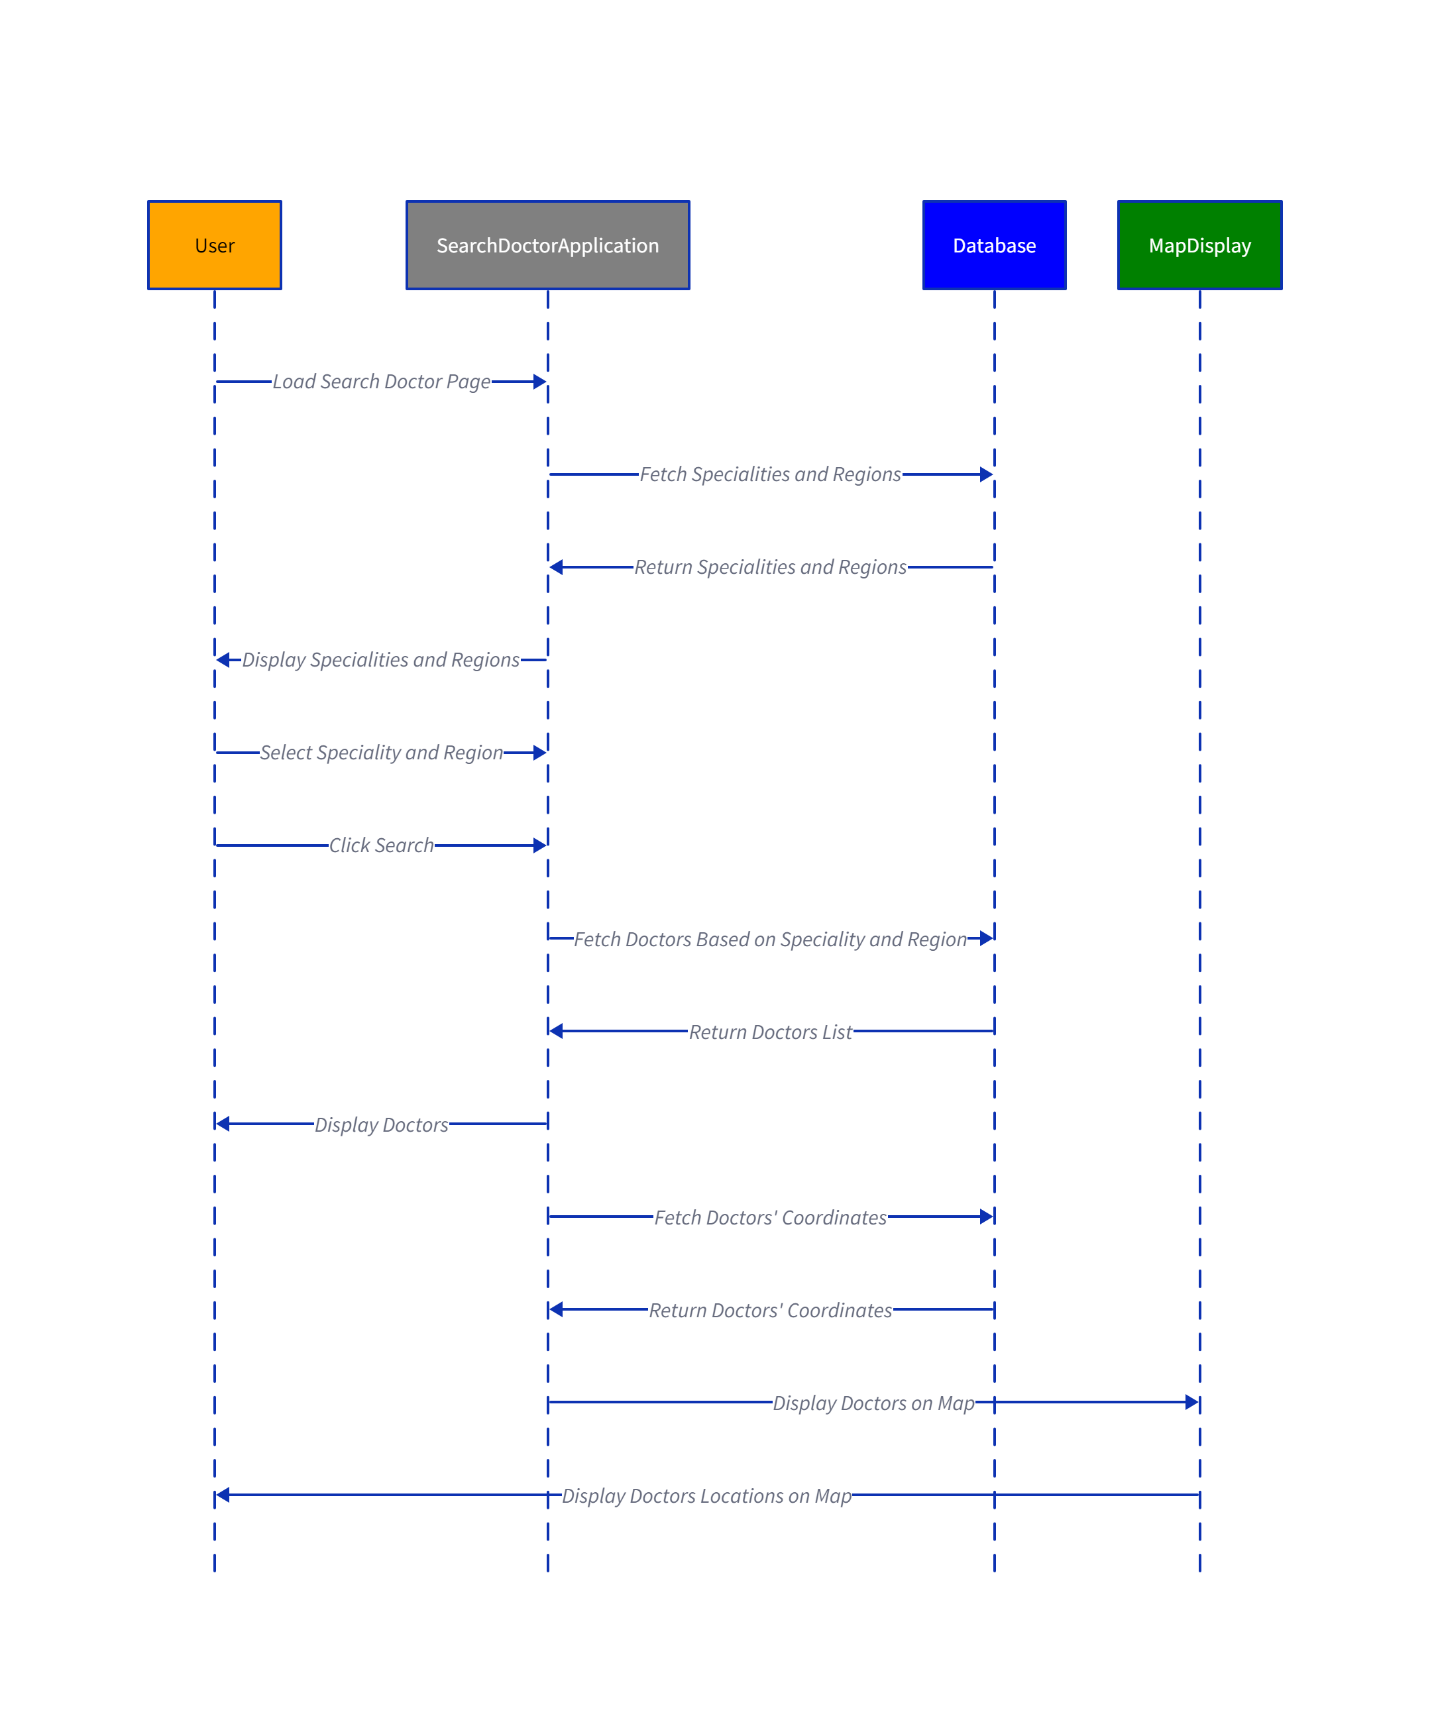 User
SearchDoctorApplication
Database
MapDisplay
Load Search Doctor Page
Fetch Specialities and Regions
Return Specialities and Regions
Display Specialities and Regions
Select Speciality and Region
Click Search
Fetch Doctors Based on Speciality and Region
Return Doctors List
Display Doctors
Fetch Doctors' Coordinates
Return Doctors' Coordinates
Display Doctors on Map
Display Doctors Locations on Map